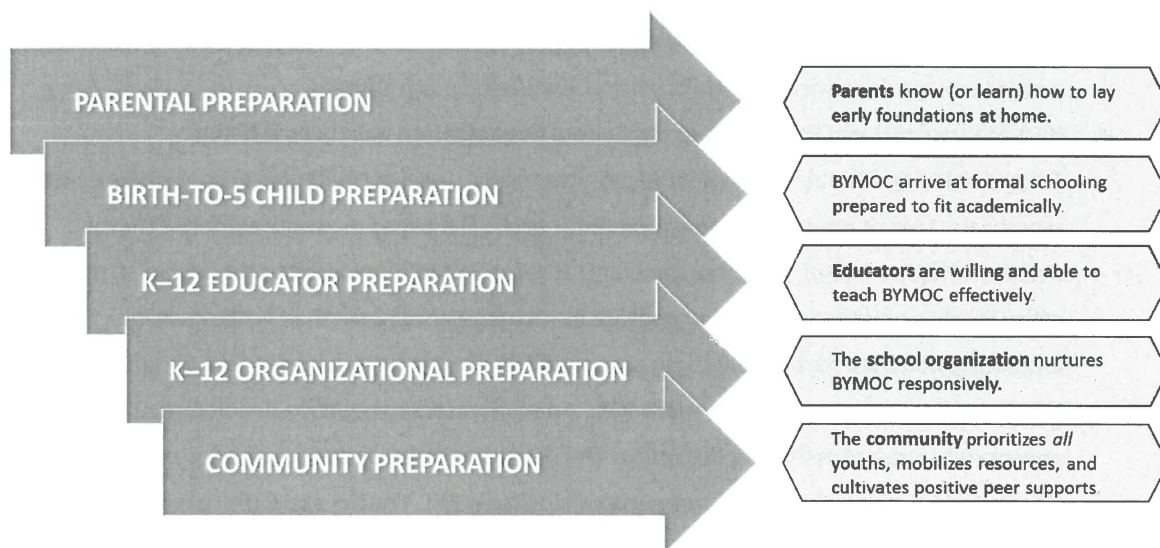 PARENTAL PREPARATION
Parents know (or learn) how to lay
early foundations at home.
BIRTH-TO-5 CHILD PREPARATION
BYMOC arrive at formal schooling
prepared to fit academically.
K–12 EDUCATOR PREPARATION
Educators are willing and able to
teach BYMOC effectively.
K–12 ORGANIZATIONAL PREPARATION
The school organization nurtures
BYMOC responsively.
COMMUNITY PREPARATION
The community prioritizes all
youths, mobilizes resources, and
cultivates positive peer supports.